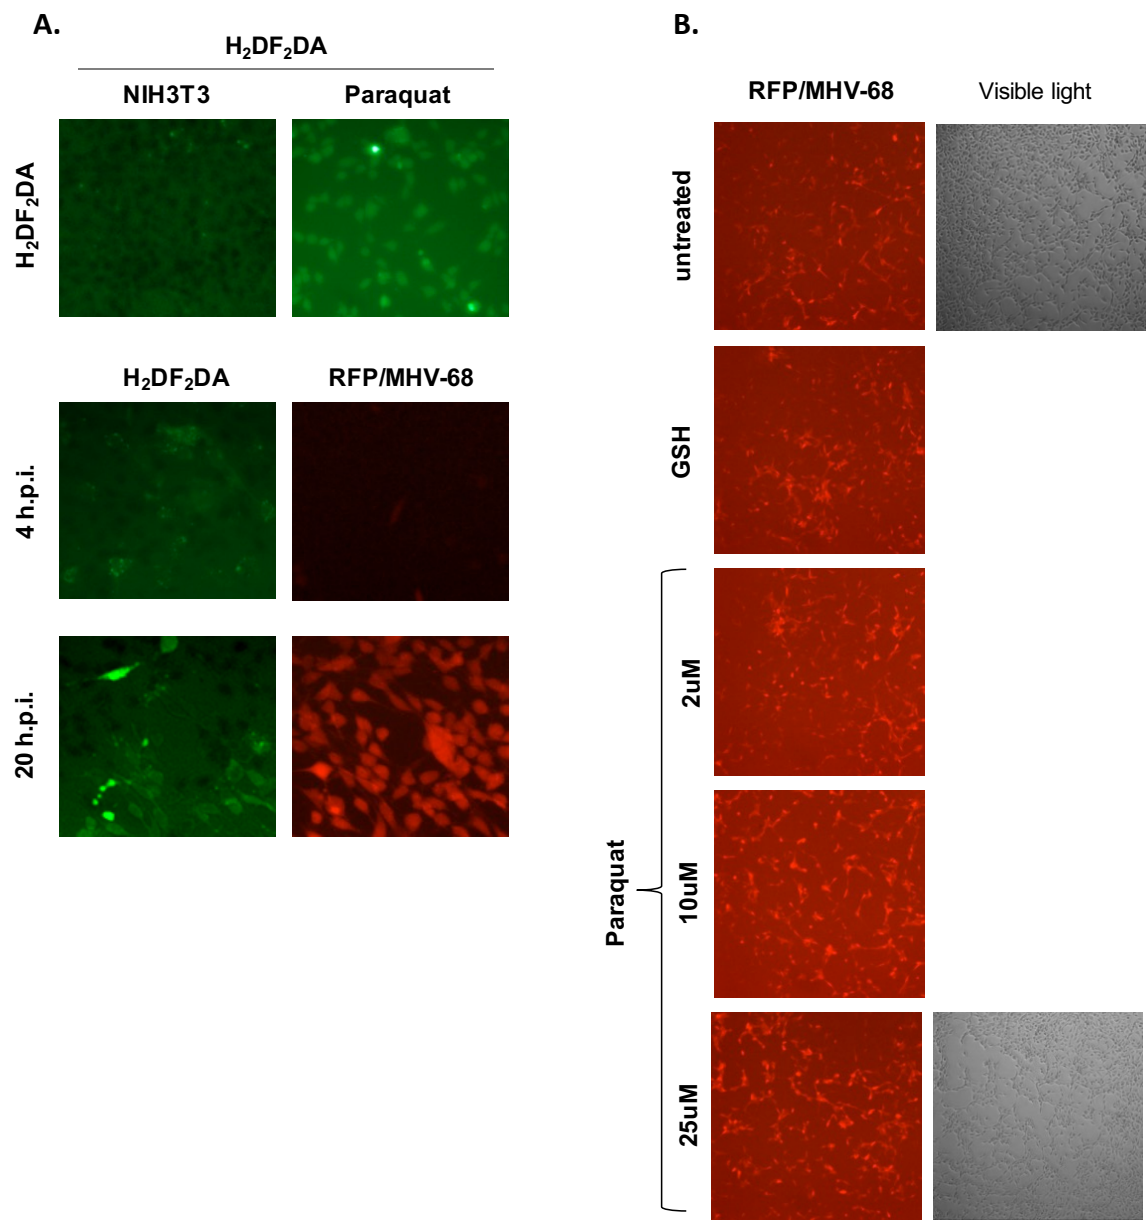 A.
H₂DF₂DA
NIH3T3 Paraquat
H₂DF₂DA
H₂DF₂DA RFP/MHV-68
4 h.p.i.
20 h.p.i.
B.
RFP/MHV-68 Visible light
untreated
GSH
Paraquat
2uM
10uM
25uM